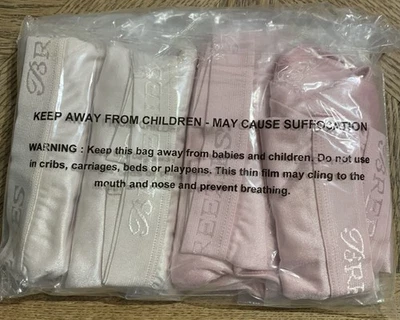 KEEP AWAY FROM CHILDREN - MAY CAUSE SUFFOCATION
WARNING : Keep this bag away from babies and children. Do not use
in cribs, carriages, beds or playpens. This thin film may cling to the
mouth and nose and prevent breathing.